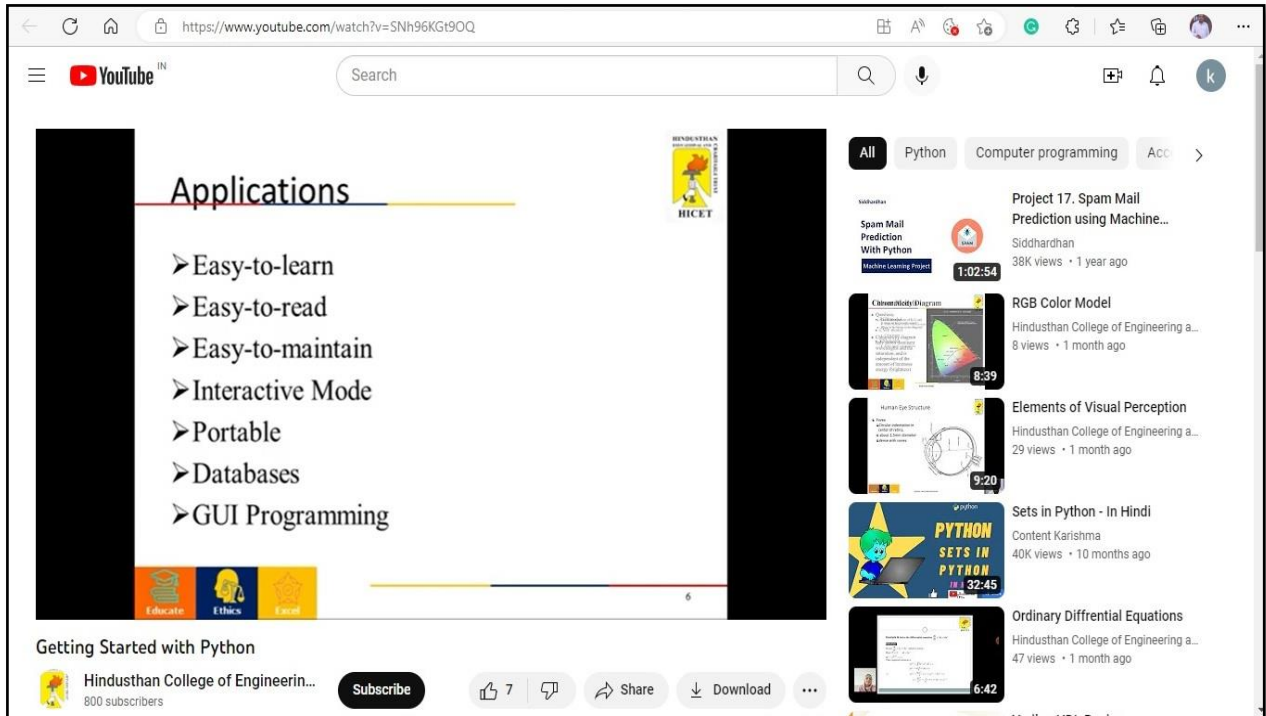 https://www.youtube.com/watch?v=SNh96KGt9OQ
YouTube IN
Search
k
HINDUSTHAN
HICET
Applications
➢Easy-to-learn
➢Easy-to-read
➢Easy-to-maintain
➢Interactive Mode
➢Portable
➢Databases
➢GUI Programming
Educate Ethics Excel
6
Getting Started with Python
Hindusthan College of Engineerin...
800 subscribers
Subscribe
7
Share
Download
All Python Computer programming Acc
Siddhardhan
Spam Mail
Prediction
With Python
Machine Learning Project
SPAM
1:02:54
Project 17. Spam Mail
Prediction using Machine...
Siddhardhan
38K views • 1 year ago
8:39
RGB Color Model
Hindusthan College of Engineering a...
8 views • 1 month ago
Human Eye Structure
9:20
Elements of Visual Perception
Hindusthan College of Engineering a...
29 views • 1 month ago
python
PYTHON
SETS IN
PYTHON
32:45
Sets in Python - In Hindi
Content Karishma
40K views • 10 months ago
6:42
Ordinary Diffrential Equations
Hindusthan College of Engineering a...
47 views • 1 month ago